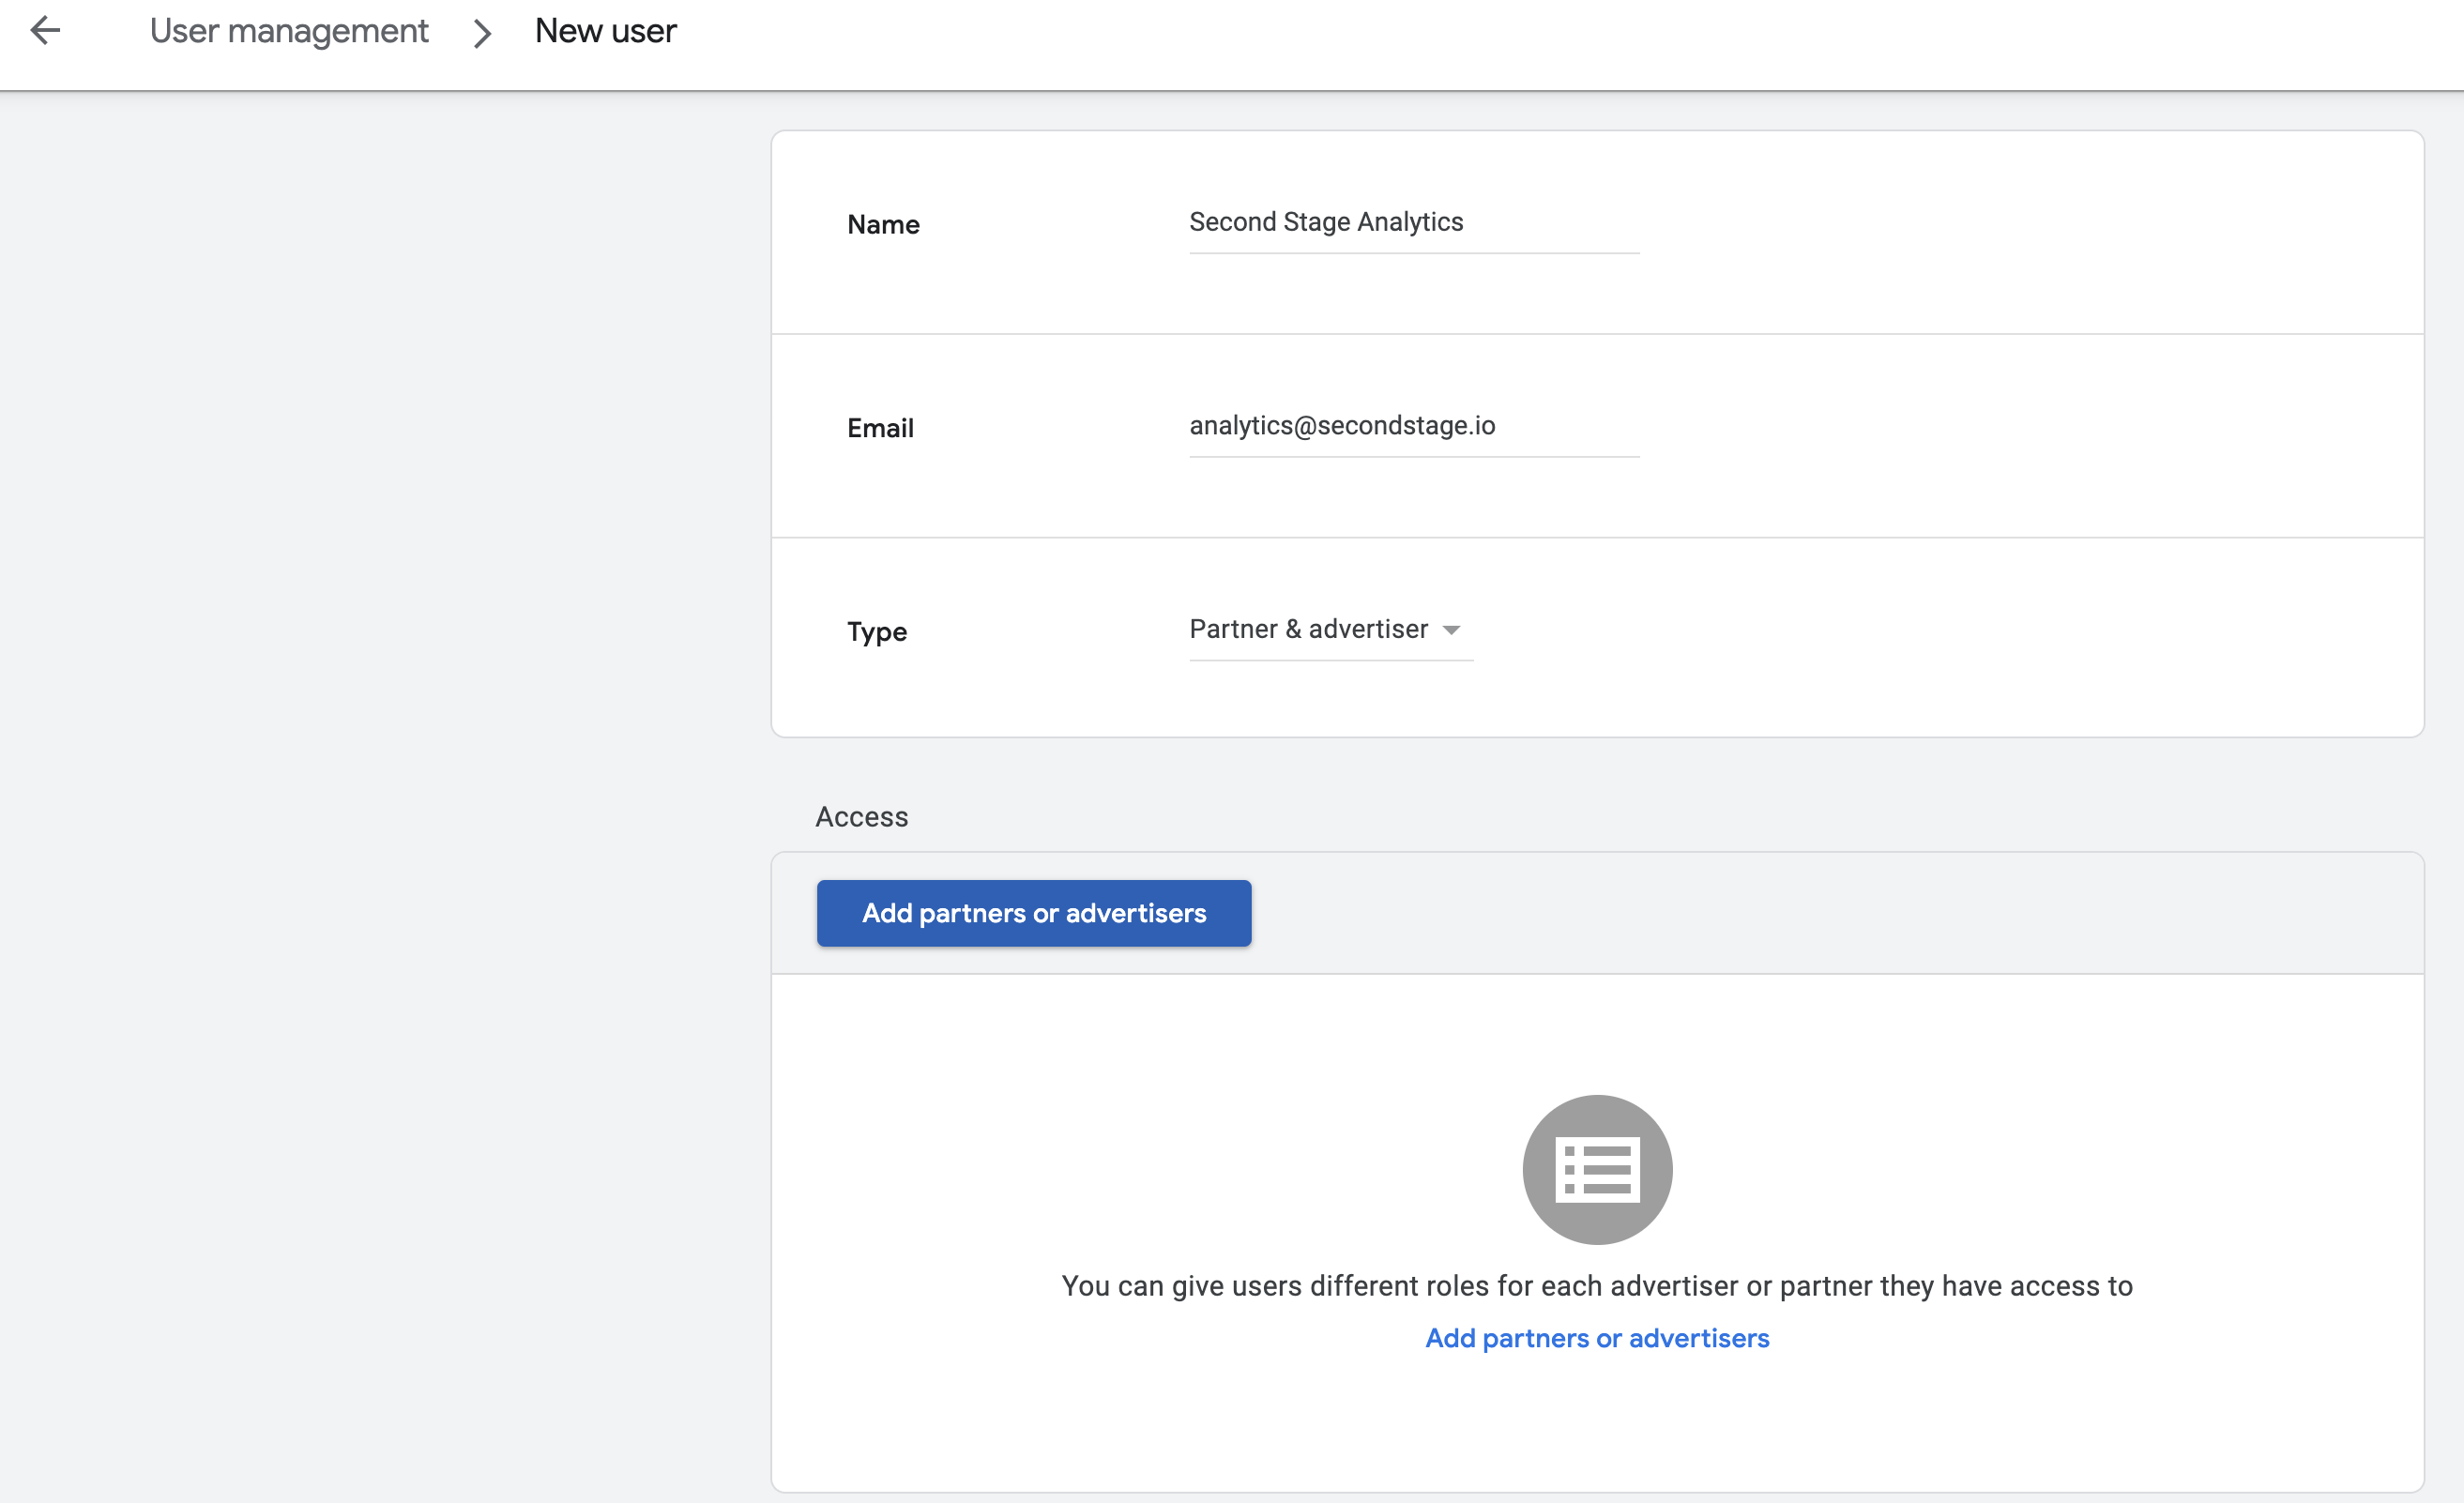 User management > New user
Name
Second Stage Analytics
Email
analytics@secondstage.io
Type
Partner & advertiser
Access
Add partners or advertisers
You can give users different roles for each advertiser or partner they have access to
Add partners or advertisers